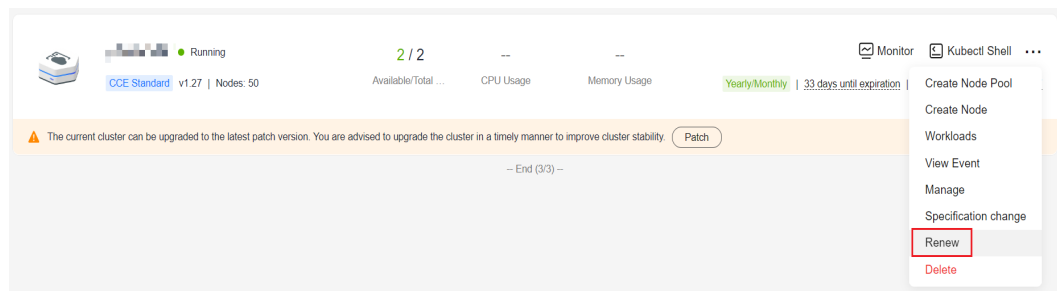 Running
CCE Standard v1.27 | Nodes: 50
2 / 2
Available/Total ...
--
CPU Usage
--
Memory Usage
Monitor
Kubectl Shell ...
Yearly/Monthly | 33 days until expiration |
Create Node Pool
Create Node
Workloads
View Event
Manage
Specification change
Renew
Delete
The current cluster can be upgraded to the latest patch version. You are advised to upgrade the cluster in a timely manner to improve cluster stability. Patch
-- End (3/3) --